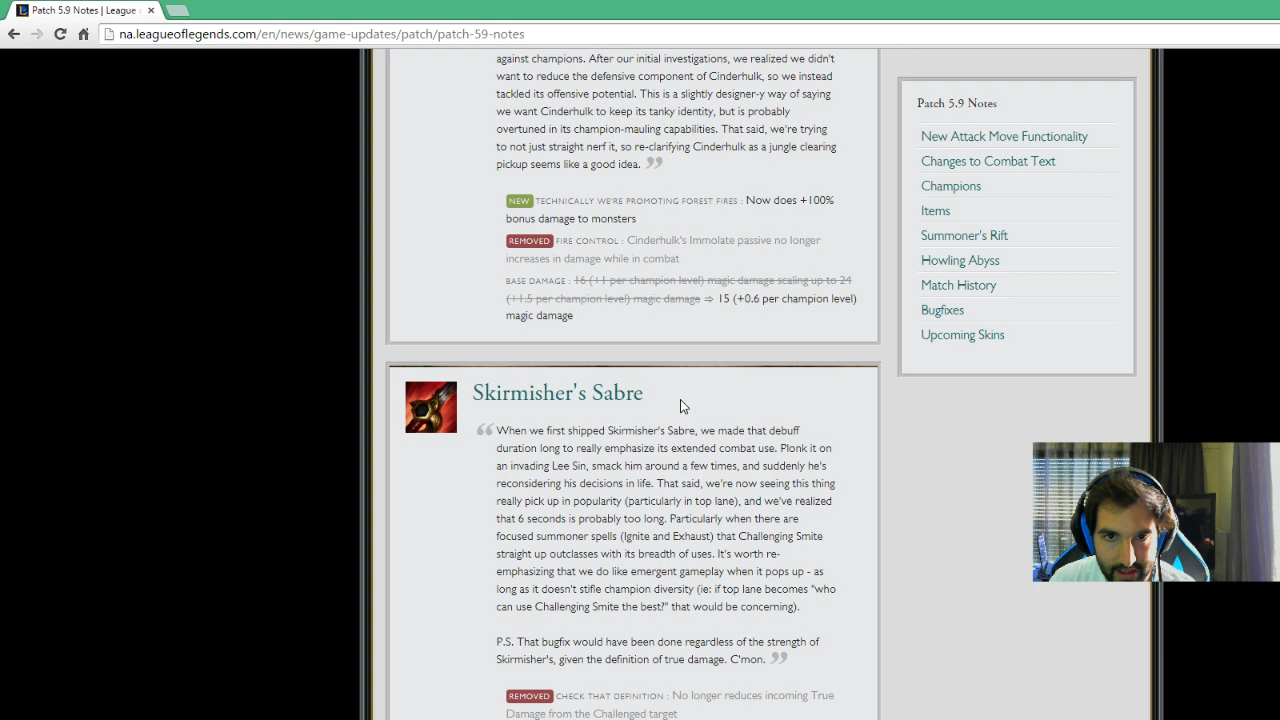 Patch 5.9 Notes | League
na.leagueoflegends.com/en/news/game-updates/patch/patch-59-notes
against champions. After our initial investigations, we realized we didn't
want to reduce the defensive component of Cinderhulk, so we instead
tackled its offensive potential. This is a slightly designer-y way of saying
we want Cinderhulk to keep its tanky identity, but is probably
overtuned in its champion-mauling capabilities. That said, we're trying
to not just straight nerf it, so re-clarifying Cinderhulk as a jungle clearing
pickup seems like a good idea. ”
NEW TECHNICALLY WE'RE PROMOTING FOREST FIRES : Now does +100%
bonus damage to monsters
REMOVED FIRE CONTROL : Cinderhulk's Immolate passive no longer
increases in damage while in combat
BASE DAMAGE : 16 (+1 per champion level) magic damage scaling up to 24
(+1.5 per champion level) magic damage ⇒ 15 (+0.6 per champion level)
magic damage
Skirmisher's Sabre
“ When we first shipped Skirmisher's Sabre, we made that debuff
duration long to really emphasize its extended combat use. Plonk it on
an invading Lee Sin, smack him around a few times, and suddenly he's
reconsidering his decisions in life. That said, we're now seeing this thing
really pick up in popularity (particularly in top lane), and we've realized
that 6 seconds is probably too long. Particularly when there are
focused summoner spells (Ignite and Exhaust) that Challenging Smite
straight up outclasses with its breadth of uses. It's worth re-
emphasizing that we do like emergent gameplay when it pops up - as
long as it doesn't stifle champion diversity (ie: if top lane becomes "who
can use Challenging Smite the best?" that would be concerning).
P.S. That bugfix would have been done regardless of the strength of
Skirmisher's, given the definition of true damage. C'mon. ”
REMOVED CHECK THAT DEFINITION : No longer reduces incoming True
Damage from the Challenged target
Patch 5.9 Notes
New Attack Move Functionality
Changes to Combat Text
Champions
Items
Summoner's Rift
Howling Abyss
Match History
Bugfixes
Upcoming Skins